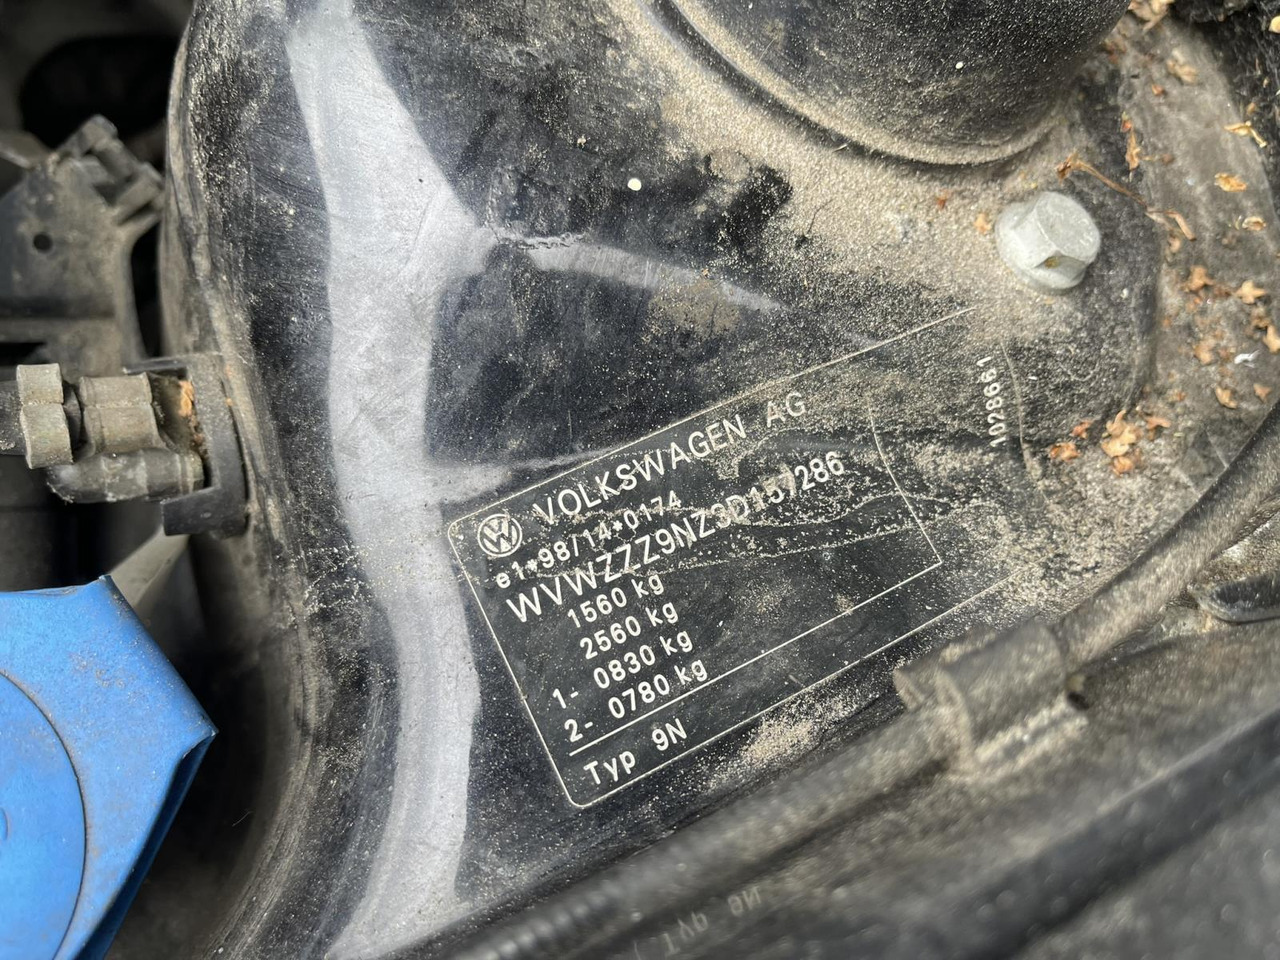 VOLKSWAGEN AG
e1*98/14*0174
WVWZZZ9NZ3D157286
1560 kg
2560 kg
1- 0830 kg
2- 0780 kg
Typ 9N
1028661